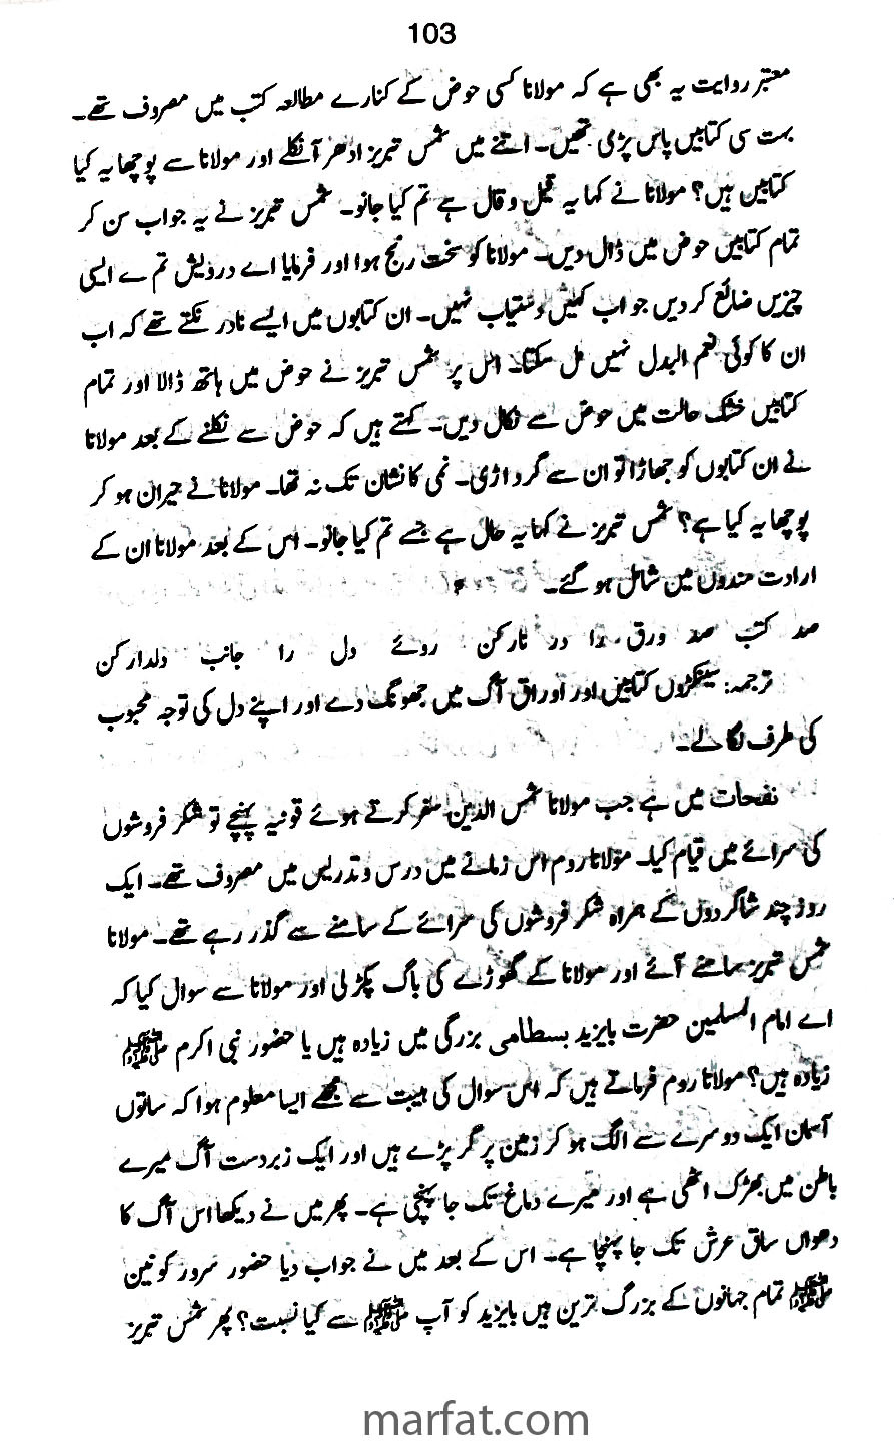 103
معتبر روایت یہ بھی ہے کہ مولانا کسی حوض کے کنارے مطالعہ کتب میں مصروف تھے۔
بہت سی کتابیں پاس پڑی تھیں۔ اتنے میں شمس تبریز ادھر آنکلے اور مولانا سے پوچھا یہ کیا
کتابیں ہیں؟ مولانا نے کہا یہ قیل و قال ہے تم کیا جانو۔ شمس تبریز نے یہ جواب سن کر
تمام کتابیں حوض میں ڈال دیں۔ مولانا کو سخت رنج ہوا اور فرمایا اے درویش تم نے ایسی
چیزیں ضائع کر دیں جو اب کہیں دستیاب نہیں۔ ان کتابوں میں ایسے نادر نکتے تھے کہ اب
ان کا کوئی نعم البدل نہیں مل سکتا۔ اس پر شمس تبریز نے حوض میں ہاتھ ڈالا اور تمام
کتابیں خشک حالت میں حوض سے نکال دیں۔ کہتے ہیں کہ حوض سے نکلنے کے بعد مولانا
نے ان کتابوں کو جھاڑا تو ان سے گرد اڑی۔ نمی کا نشان تک نہ تھا۔ مولانا نے حیران ہو کر
پوچھا یہ کیا ہے؟ شمس تبریز نے کہا یہ حال ہے جسے تم کیا جانو۔ اس کے بعد مولانا ان کے
ارادت مندوں میں شامل ہو گئے۔
صد کتب صد ورق را در نار کن روئے دل را جانب دلدار کن
ترجمہ: سینکڑوں کتابیں اور اوراق آگ میں جھونک دے اور اپنے دل کی توجہ محبوب
کی طرف لگا لے۔
نفحات میں ہے جب مولانا شمس الدین سفر کرتے ہوئے قونیہ پہنچے تو شکر فروشوں
کی سرائے میں قیام کیا۔ مولانا روم اس زمانے میں درس و تدریس میں مصروف تھے۔ ایک
روز چند شاگردوں کے ہمراہ شکر فروشوں کی سرائے کے سامنے سے گذر رہے تھے۔ مولانا
شمس تبریز سامنے آئے اور مولانا کے گھوڑے کی باگ پکڑ لی اور مولانا سے سوال کیا کہ
اے امام المسلمین حضرت بایزید بسطامی بزرگی میں زیادہ ہیں یا حضور نبی اکرم ﷺ
زیادہ ہیں؟ مولانا روم فرماتے ہیں کہ اس سوال کی ہیبت سے مجھے ایسا معلوم ہوا کہ ساتوں
آسمان ایک دوسرے سے الگ ہو کر زمین پر گر پڑے ہیں اور ایک زبردست آگ میرے
باطن میں بھڑک اٹھی ہے اور میرے دماغ تک جا پہنچی ہے۔ پھر میں نے دیکھا اس آگ کا
دھواں ساق عرش تک جا پہنچا ہے۔ اس کے بعد میں نے جواب دیا حضور سرور کونین
ﷺ تمام جہانوں کے بزرگ ترین ہیں بایزید کو آپ ﷺ سے کیا نسبت؟ پھر شمس تبریز
marfat.com